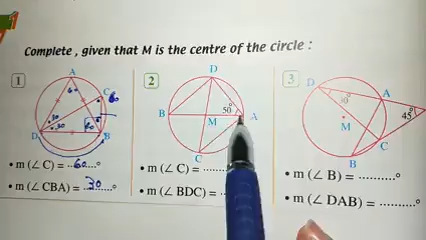 Complete , given that M is the centre of the circle :
1
2
3
A
60
C
60
30
30
60
D
B
D
50°
B
M
A
C
D
30°
A
M
45°
C
B
• m (∠ C) = ...60....°
• m (∠ CBA) = ...30....°
• m (∠ C) = ........
• m (∠ BDC) = ..
• m (∠ B) = ..........°
• m (∠ DAB) = ..........°